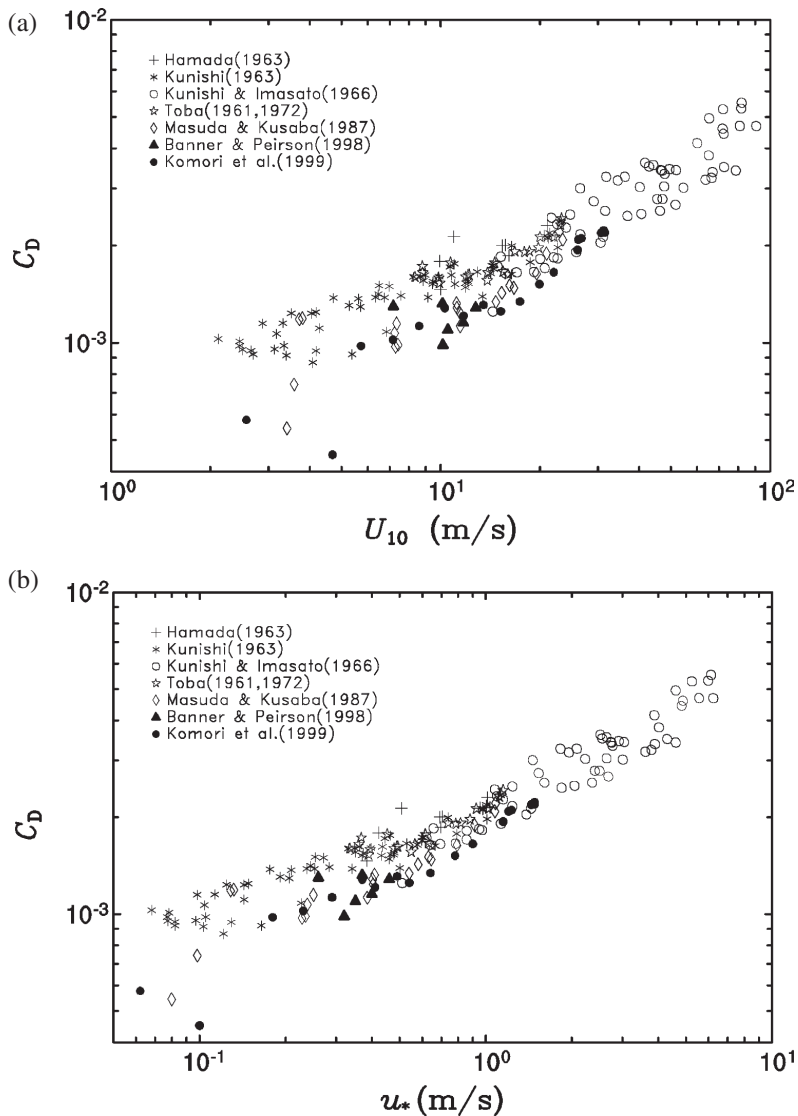 (a)
10⁻²
+ Hamada(1963)
* Kunishi(1963)
○ Kunishi & Imasato(1966)
☆ Toba(1961,1972)
◇ Masuda & Kusaba(1987)
▲ Banner & Peirson(1998)
● Komori et al.(1999)
C_D
10⁻³
10⁰ 10¹ 10²
U₁₀ (m/s)
(b)
10⁻²
+ Hamada(1963)
* Kunishi(1963)
○ Kunishi & Imasato(1966)
☆ Toba(1961,1972)
◇ Masuda & Kusaba(1987)
▲ Banner & Peirson(1998)
● Komori et al.(1999)
C_D
10⁻³
10⁻¹ 10⁰ 10¹
u*(m/s)